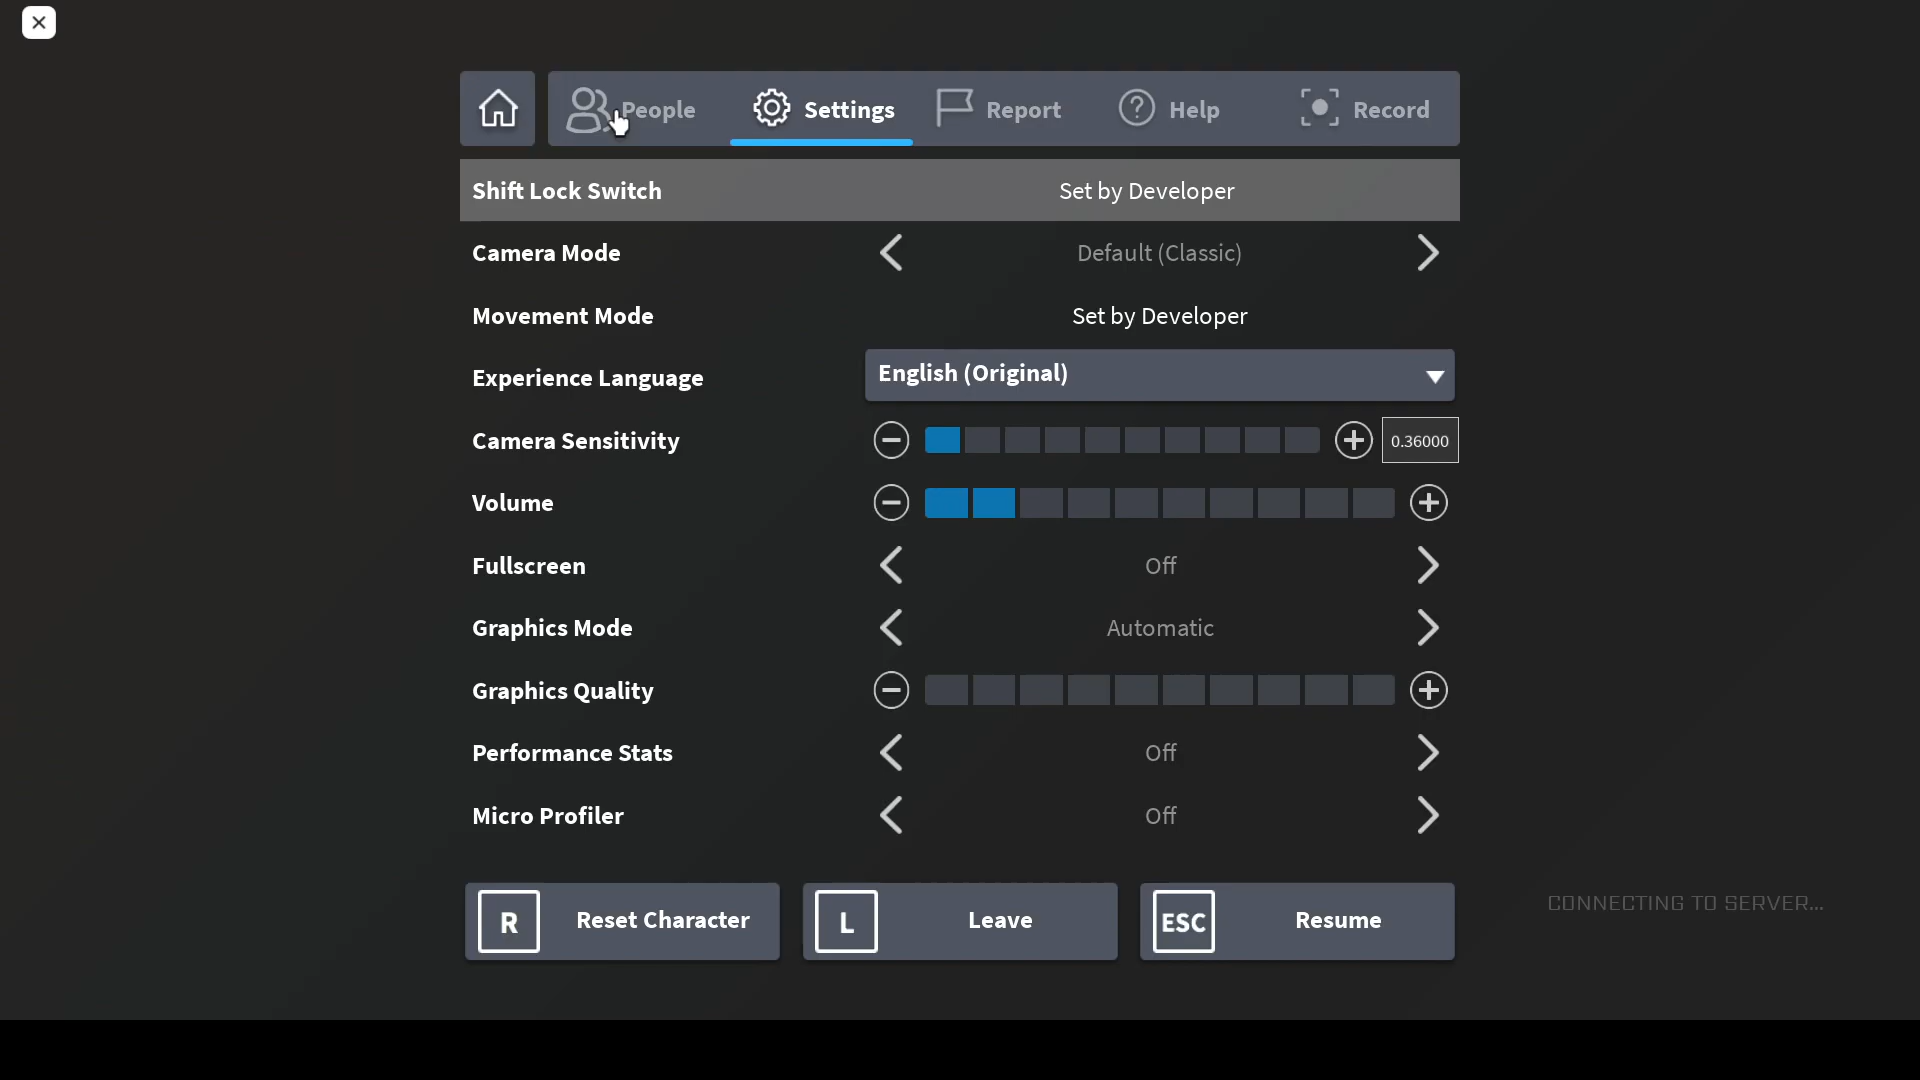 People
Settings
Report
Help
Record
Shift Lock Switch Set by Developer
Camera Mode Default (Classic)
Movement Mode Set by Developer
Experience Language English (Original)
Camera Sensitivity 0.36000
Volume
Fullscreen Off
Graphics Mode Automatic
Graphics Quality
Performance Stats Off
Micro Profiler Off
R Reset Character
L Leave
ESC Resume
CONNECTING TO SERVER...